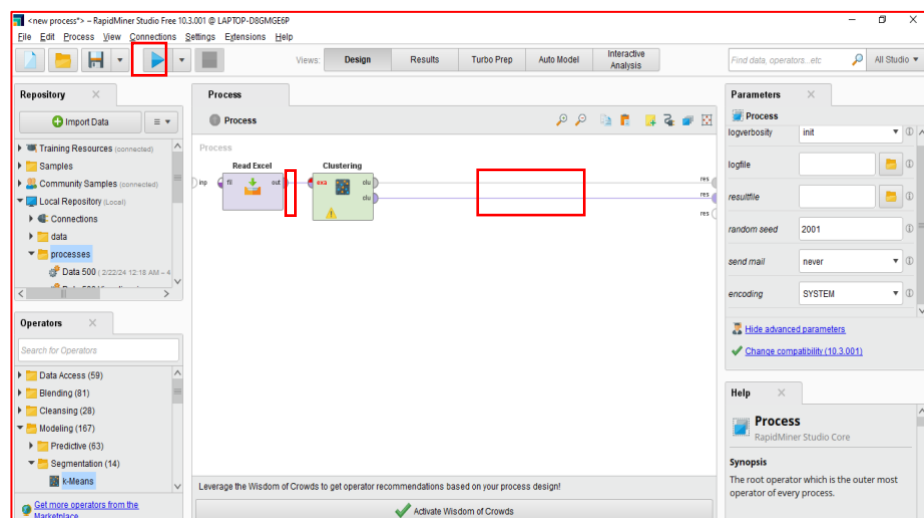 <new process*> – RapidMiner Studio Free 10.3.001 @ LAPTOP-D8GMGE6P
File Edit Process View Connections Settings Extensions Help
Views: Design Results Turbo Prep Auto Model Interactive Analysis
Find data, operators...etc All Studio
Repository
Import Data
Training Resources (connected)
Samples
Community Samples (connected)
Local Repository (Local)
Connections
data
processes
Data 500 (2/22/24 12:18 AM – 4
Operators
Search for Operators
Data Access (59)
Blending (81)
Cleansing (28)
Modeling (167)
Predictive (63)
Segmentation (14)
k-Means
Get more operators from the
Marketplace
Process
Process
Process
Read Excel Clustering
inp fil out exa clu res
clu res
res
Leverage the Wisdom of Crowds to get operator recommendations based on your process design!
Activate Wisdom of Crowds
Parameters
Process
logverbosity init
logfile
resultfile
random seed 2001
send mail never
encoding SYSTEM
Hide advanced parameters
Change compatibility (10.3.001)
Help
Process
RapidMiner Studio Core
Synopsis
The root operator which is the outer most
operator of every process.